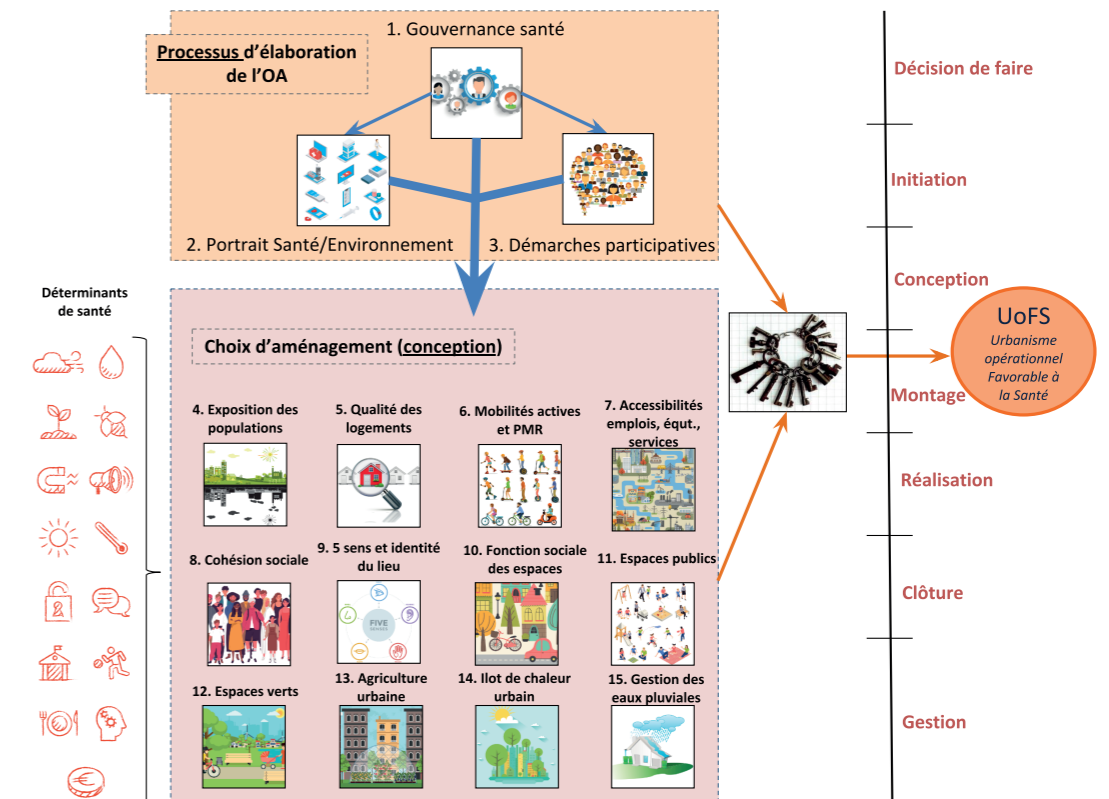 1. Gouvernance santé
Processus d’élaboration
de l’OA
2. Portrait Santé/Environnement
3. Démarches participatives
Déterminants
de santé
Choix d’aménagement (conception)
4. Exposition des
populations
5. Qualité des
logements
6. Mobilités actives
et PMR
7. Accessibilités
emplois, équt.,
services
8. Cohésion sociale
9. 5 sens et identité
du lieu
FIVE
10. Fonction sociale
des espaces
11. Espaces publics
12. Espaces verts
13. Agriculture
urbaine
14. Ilot de chaleur
urbain
15. Gestion des
eaux pluviales
Décision de faire
Initiation
Conception
Montage
Réalisation
Clôture
Gestion
UoFS
Urbanisme
opérationnel
Favorable à
la Santé